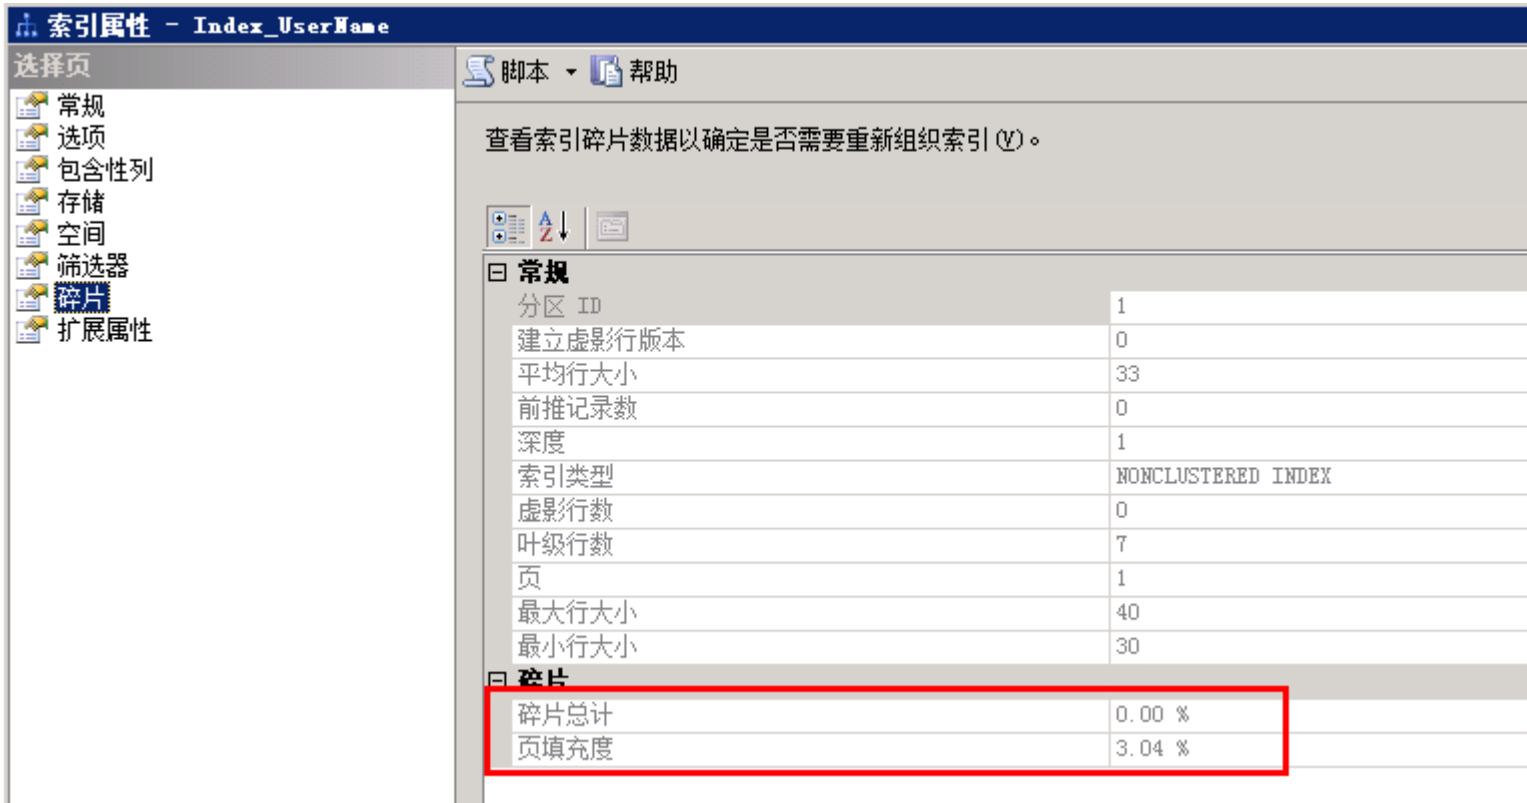 索引属性 - Index_UserName
选择页
常规
选项
包含性列
存储
空间
筛选器
碎片
扩展属性
脚本 帮助
查看索引碎片数据以确定是否需要重新组织索引(V)。
常规
分区 ID 1
建立虚影行版本 0
平均行大小 33
前推记录数 0
深度 1
索引类型 NONCLUSTERED INDEX
虚影行数 0
叶级行数 7
页 1
最大行大小 40
最小行大小 30
碎片
碎片总计 0.00 %
页填充度 3.04 %